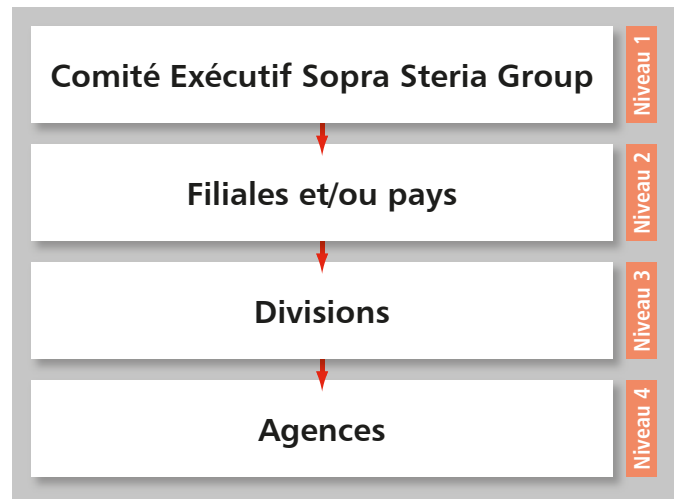 Comité Exécutif Sopra Steria Group
Niveau 1
Filiales et/ou pays
Niveau 2
Divisions
Niveau 3
Agences
Niveau 4